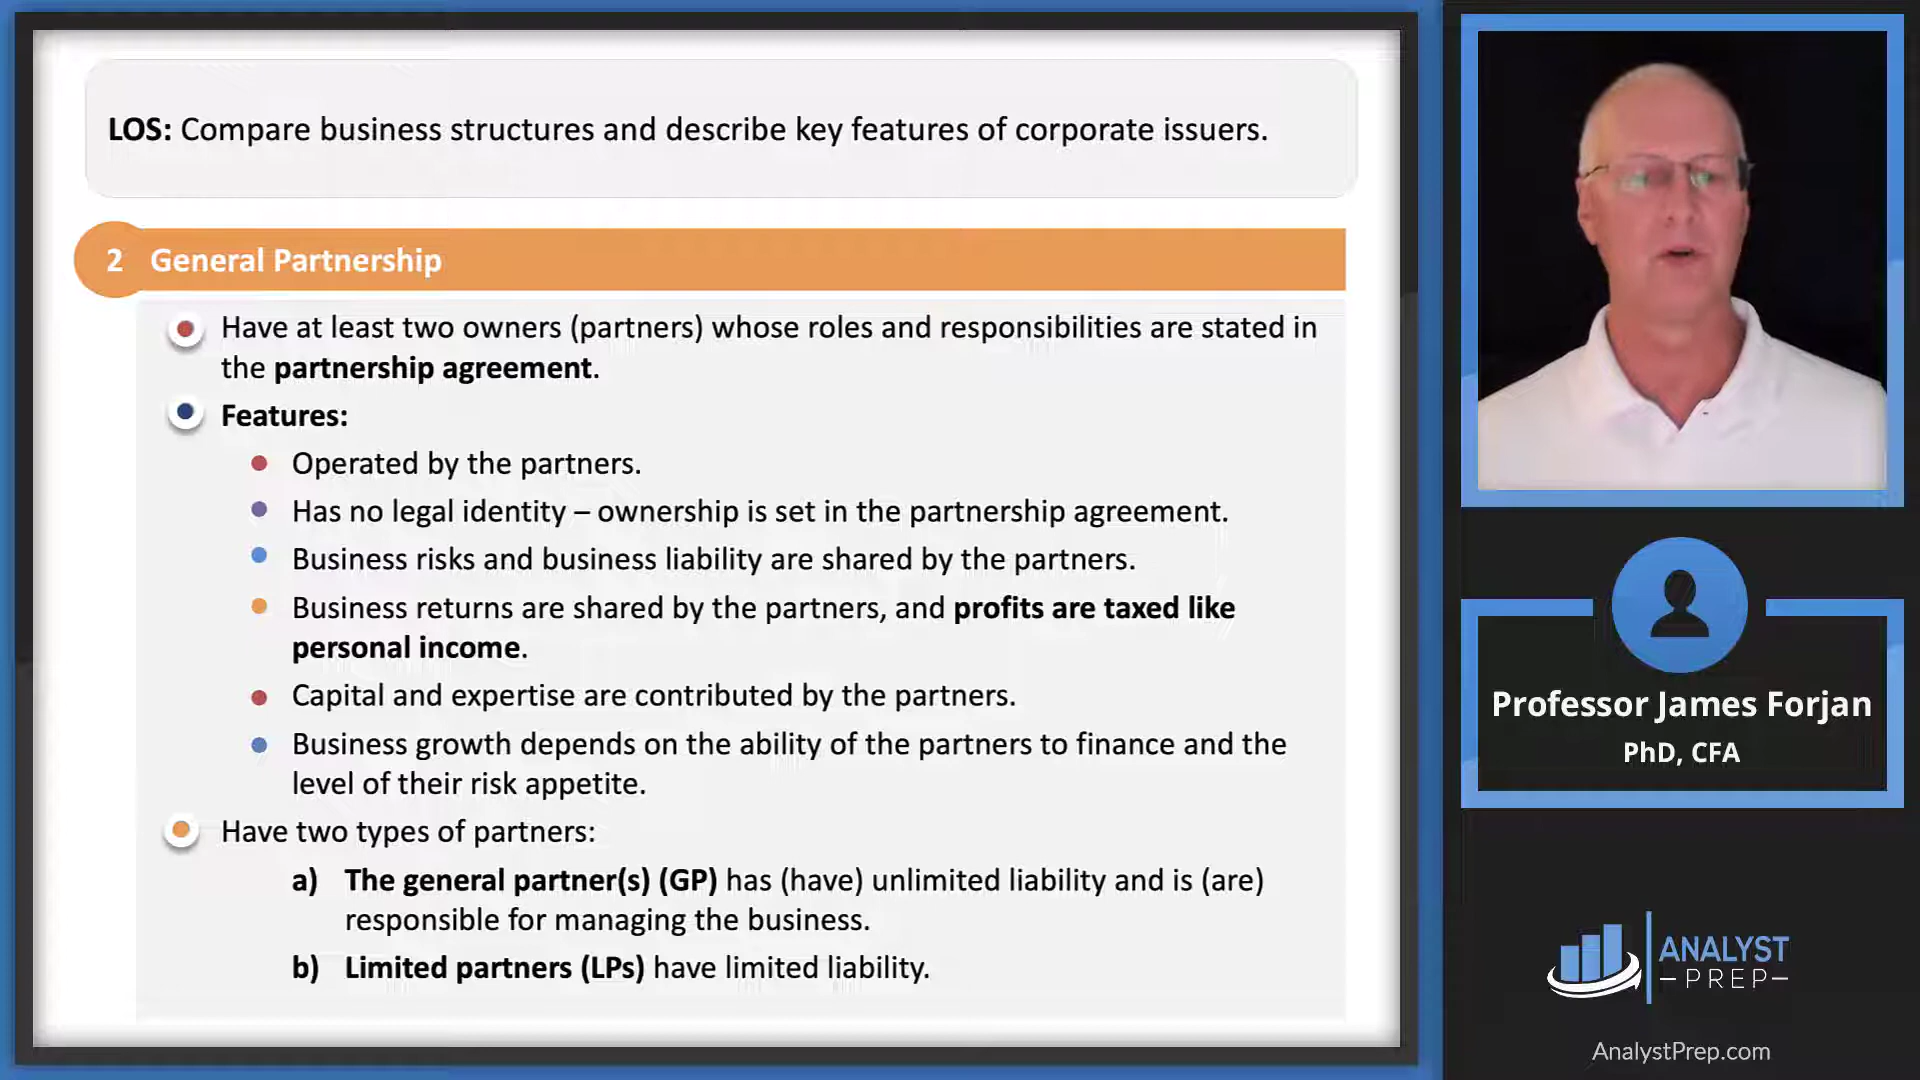 LOS: Compare business structures and describe key features of corporate issuers.
2 General Partnership
Have at least two owners (partners) whose roles and responsibilities are stated in
the partnership agreement.
Features:
Operated by the partners.
Has no legal identity – ownership is set in the partnership agreement.
Business risks and business liability are shared by the partners.
Business returns are shared by the partners, and profits are taxed like
personal income.
Capital and expertise are contributed by the partners.
Business growth depends on the ability of the partners to finance and the
level of their risk appetite.
Have two types of partners:
a) The general partner(s) (GP) has (have) unlimited liability and is (are)
responsible for managing the business.
b) Limited partners (LPs) have limited liability.
Professor James Forjan
PhD, CFA
ANALYST
PREP
AnalystPrep.com